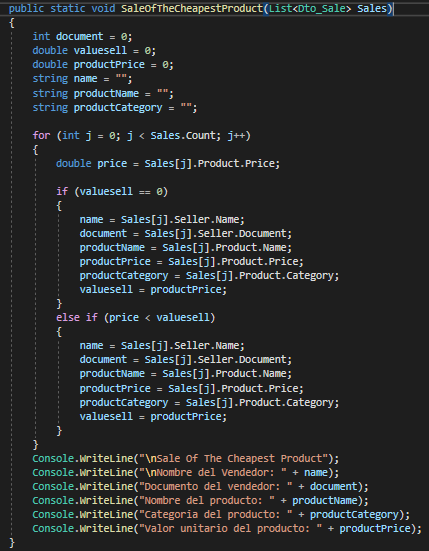 public static void SaleOfTheCheapestProduct(List<Dto_Sale> Sales)
{
    int document = 0;
    double valuesell = 0;
    double productPrice = 0;
    string name = "";
    string productName = "";
    string productCategory = "";

    for (int j = 0; j < Sales.Count; j++)
    {
        double price = Sales[j].Product.Price;

        if (valuesell == 0)
        {
            name = Sales[j].Seller.Name;
            document = Sales[j].Seller.Document;
            productName = Sales[j].Product.Name;
            productPrice = Sales[j].Product.Price;
            productCategory = Sales[j].Product.Category;
            valuesell = productPrice;
        }
        else if (price < valuesell)
        {
            name = Sales[j].Seller.Name;
            document = Sales[j].Seller.Document;
            productName = Sales[j].Product.Name;
            productPrice = Sales[j].Product.Price;
            productCategory = Sales[j].Product.Category;
            valuesell = productPrice;
        }
    }
    Console.WriteLine("\nSale Of The Cheapest Product");
    Console.WriteLine("\nNombre del Vendedor: " + name);
    Console.WriteLine("Documento del vendedor: " + document);
    Console.WriteLine("Nombre del producto: " + productName);
    Console.WriteLine("Categoria del producto: " + productCategory);
    Console.WriteLine("Valor unitario del producto: " + productPrice);
}